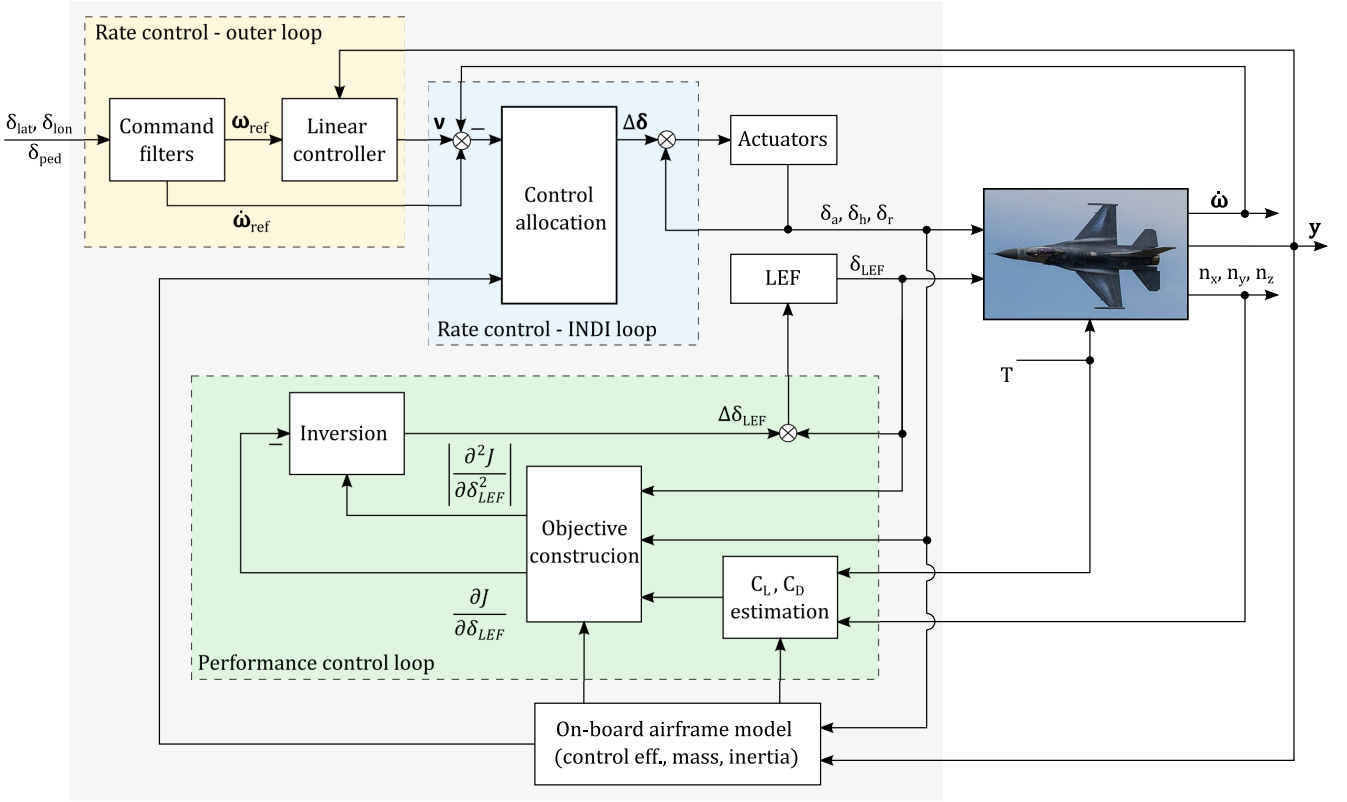 Rate control - outer loop
δlat, δlon
δped
Command
filters
ωref
Linear
controller
ω̇ref
ν
−
Control
allocation
Δδ
Rate control - INDI loop
Actuators
δa, δh, δr
LEF
δLEF
ω̇
y
nx, ny, nz
T
Inversion
−
ΔδLEF
|∂²J
∂δ²LEF|
Objective
construcion
∂J
∂δLEF
CL , CD
estimation
Performance control loop
On-board airframe model
(control eff., mass, inertia)